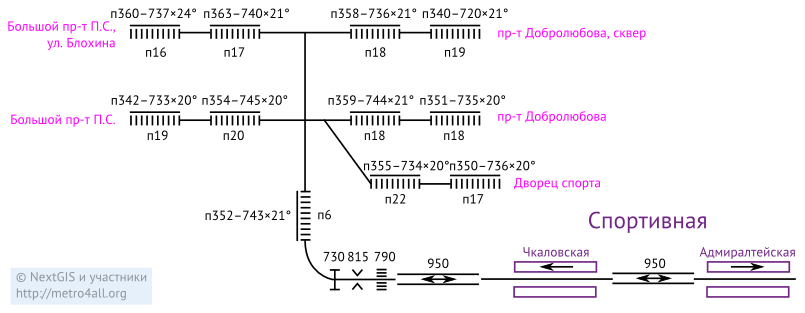 п360–737×24° п363–740×21° п358–736×21° п340–720×21°
Большой пр-т П.С.,
ул. Блохина
пр-т Добролюбова, сквер
п16 п17 п18 п19
п342–733×20° п354–745×20° п359–744×21° п351–735×20°
Большой пр-т П.С.
пр-т Добролюбова
п19 п20 п18 п18
п355–734×20° п350–736×20°
Дворец спорта
п22 п17
п352–743×21° п6
Спортивная
730 815 790 950 Чкаловская 950 Адмиралтейская
© NextGIS и участники
http://metro4all.org